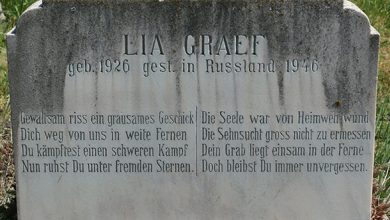 LIA GRAEF
geb. 1926 gest. in Russland 1946
Gewaltsam riss ein grausames Geschick
Dich weg von uns in weite Fernen
Du kämpftest einen schweren Kampf
Nun ruhst Du unter fremden Sternen.
Die Seele war von Heimweh wund
Die Sehnsucht gross nicht zu ermessen
Dein Grab liegt einsam in der Ferne
Doch bleibst Du immer unvergessen.